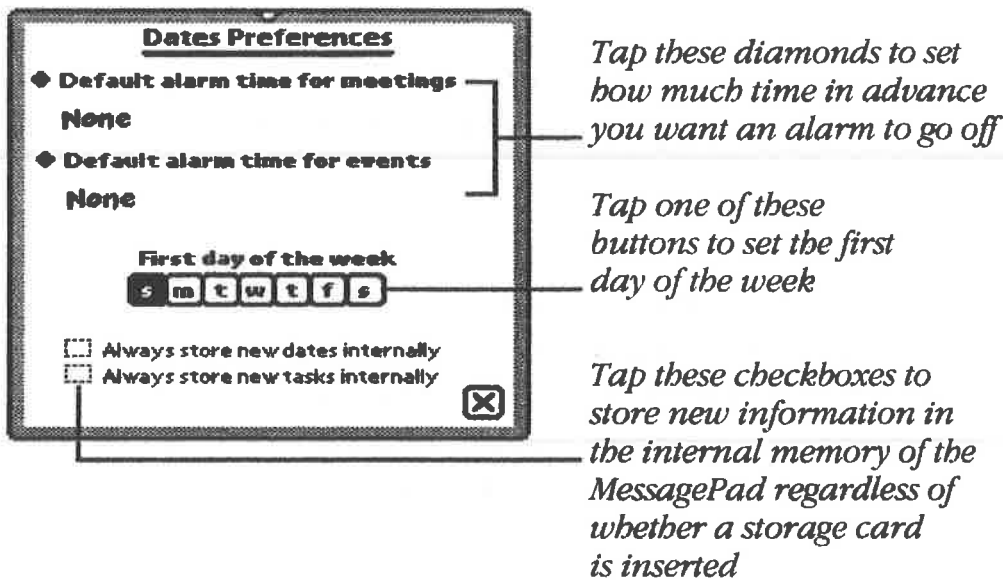 Dates Preferences
Default alarm time for meetings
None
Default alarm time for events
None
First day of the week
s m t w t f s
Always store new dates internally
Always store new tasks internally
Tap these diamonds to set
how much time in advance
you want an alarm to go off
Tap one of these
buttons to set the first
day of the week
Tap these checkboxes to
store new information in
the internal memory of the
MessagePad regardless of
whether a storage card
is inserted